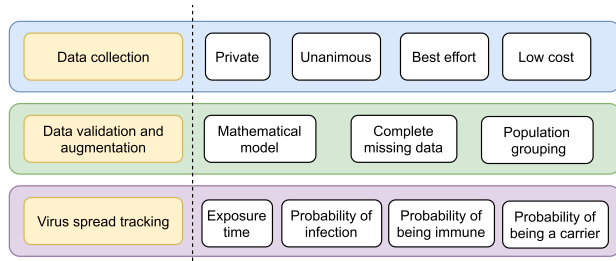 Data collection
Private
Unanimous
Best effort
Low cost
Data validation and
augmentation
Mathematical
model
Complete
missing data
Population
grouping
Virus spread tracking
Exposure
time
Probability of
infection
Probability of
being immune
Probability of
being a carrier